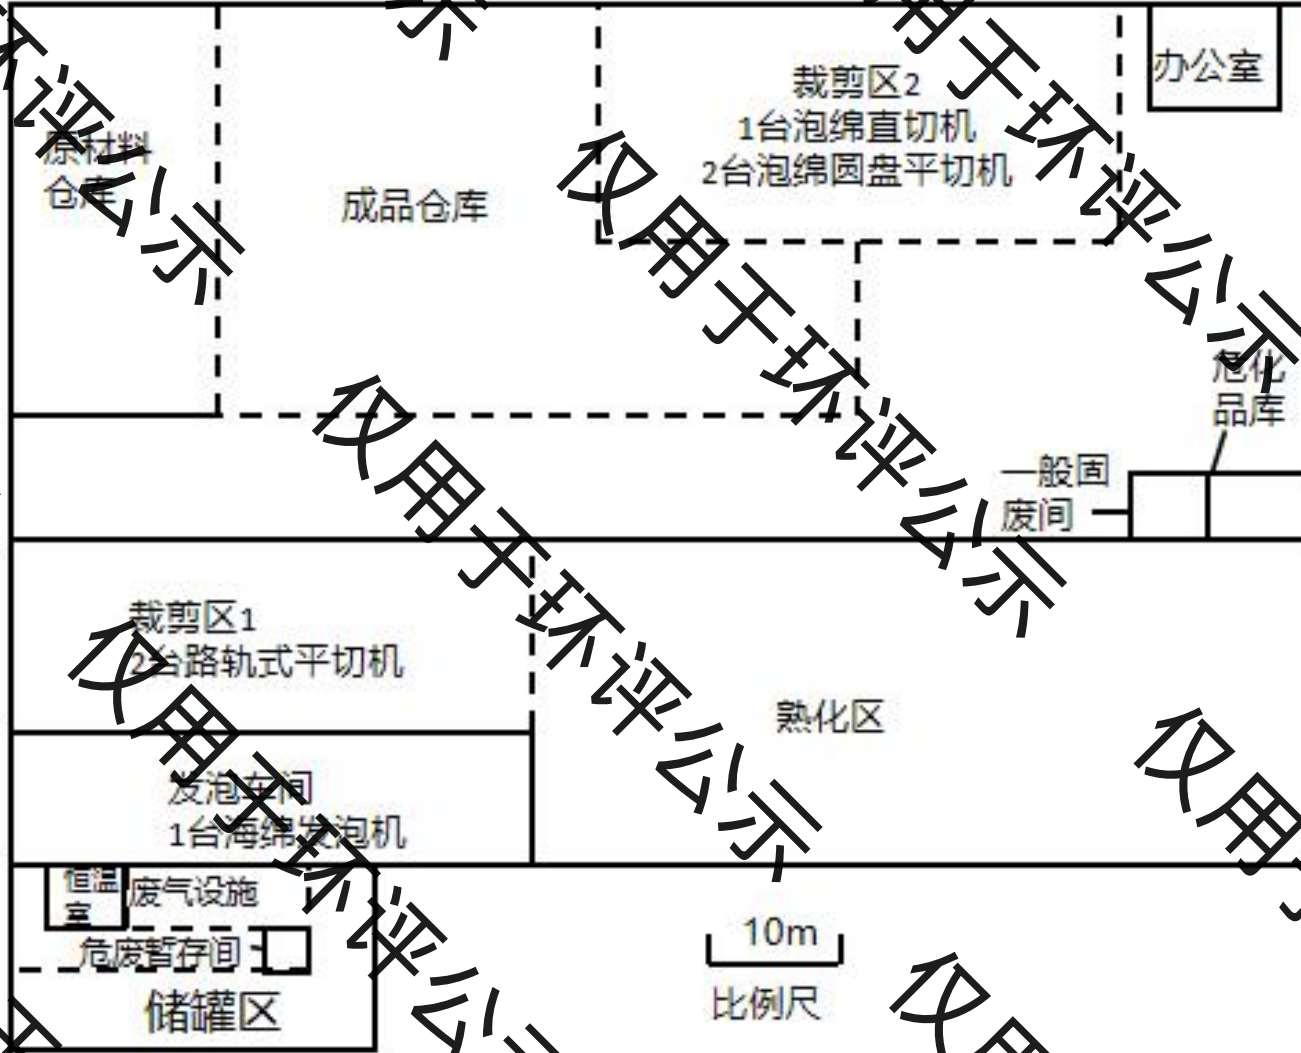 原材料
仓库
成品仓库
裁剪区2
1台泡绵直切机
2台泡绵圆盘平切机
办公室
危化
品库
一般固
废间
裁剪区1
2台路轨式平切机
熟化区
发泡车间
1台海绵发泡机
恒温
室
废气设施
危废暂存间
储罐区
10m
比例尺
示
评公示
用于环评公示
仅用于环评公示
仅用于环评公示
仅用于环评公
仅用
仅用